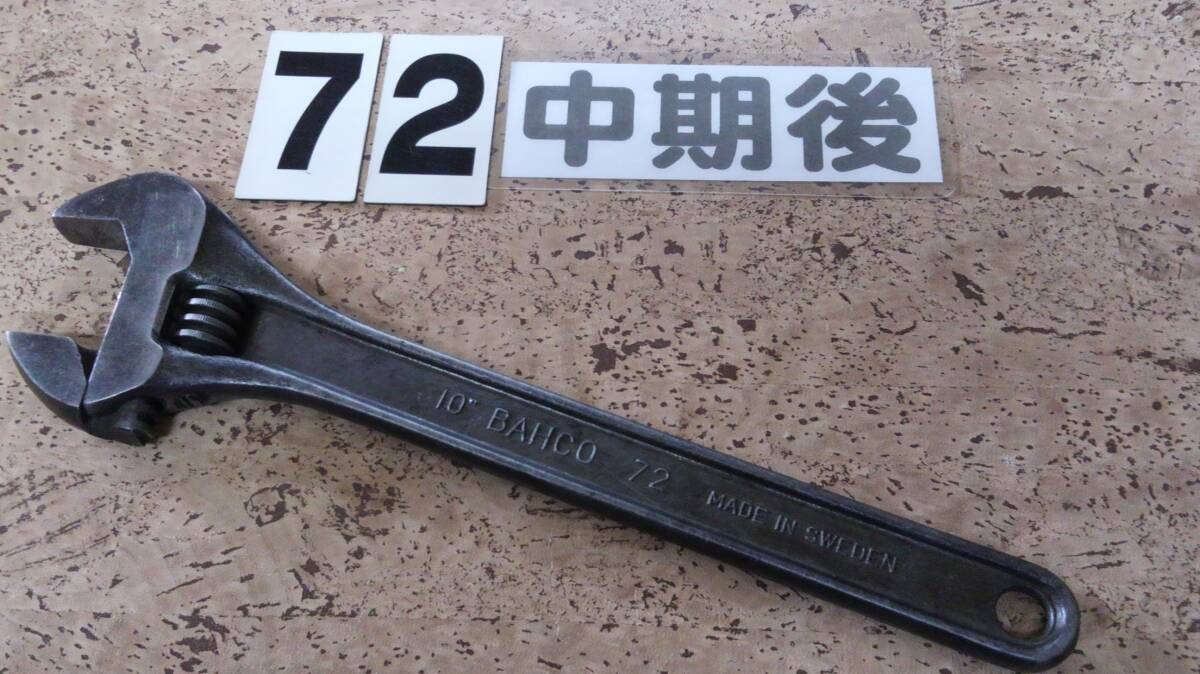 72 中期後
10" BAHCO 72 MADE IN SWEDEN